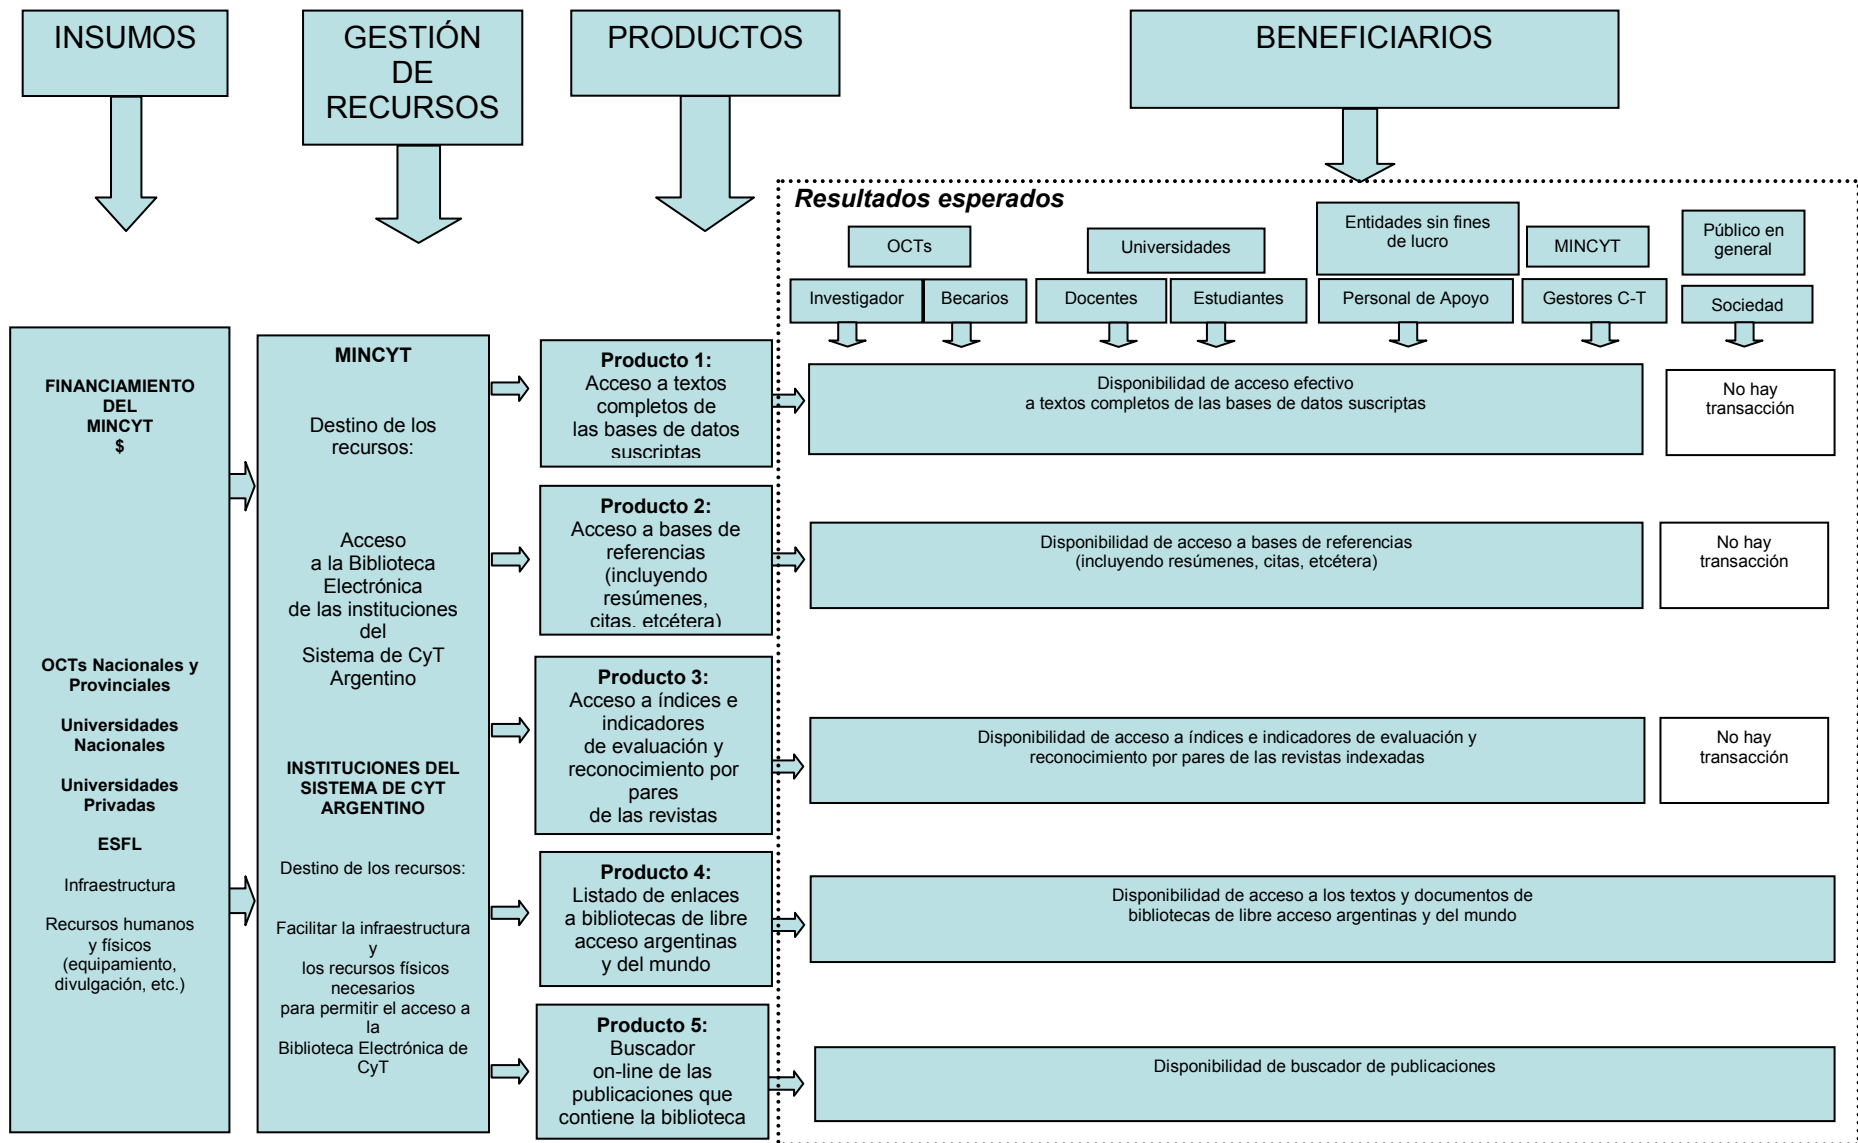 INSUMOS
GESTIÓN
DE
RECURSOS
PRODUCTOS
BENEFICIARIOS
Resultados esperados
OCTs
Universidades
Entidades sin fines
de lucro
MINCYT
Público en
general
Investigador
Becarios
Docentes
Estudiantes
Personal de Apoyo
Gestores C-T
Sociedad
FINANCIAMIENTO
DEL
MINCYT
$
OCTs Nacionales y
Provinciales
Universidades
Nacionales
Universidades
Privadas
ESFL
Infraestructura
Recursos humanos
y físicos
(equipamiento,
divulgación, etc.)
MINCYT
Destino de los
recursos:
Acceso
a la Biblioteca
Electrónica
de las instituciones
del
Sistema de CyT
Argentino
INSTITUCIONES DEL
SISTEMA DE CYT
ARGENTINO
Destino de los recursos:
Facilitar la infraestructura
y
los recursos físicos
necesarios
para permitir el acceso a
la
Biblioteca Electrónica de
CyT
Producto 1:
Acceso a textos
completos de
las bases de datos
suscriptas
Disponibilidad de acceso efectivo
a textos completos de las bases de datos suscriptas
No hay
transacción
Producto 2:
Acceso a bases de
referencias
(incluyendo
resúmenes,
citas, etcétera)
Disponibilidad de acceso a bases de referencias
(incluyendo resúmenes, citas, etcétera)
No hay
transacción
Producto 3:
Acceso a índices e
indicadores
de evaluación y
reconocimiento por
pares
de las revistas
Disponibilidad de acceso a índices e indicadores de evaluación y
reconocimiento por pares de las revistas indexadas
No hay
transacción
Producto 4:
Listado de enlaces
a bibliotecas de libre
acceso argentinas
y del mundo
Disponibilidad de acceso a los textos y documentos de
bibliotecas de libre acceso argentinas y del mundo
Producto 5:
Buscador
on-line de las
publicaciones que
contiene la biblioteca
Disponibilidad de buscador de publicaciones